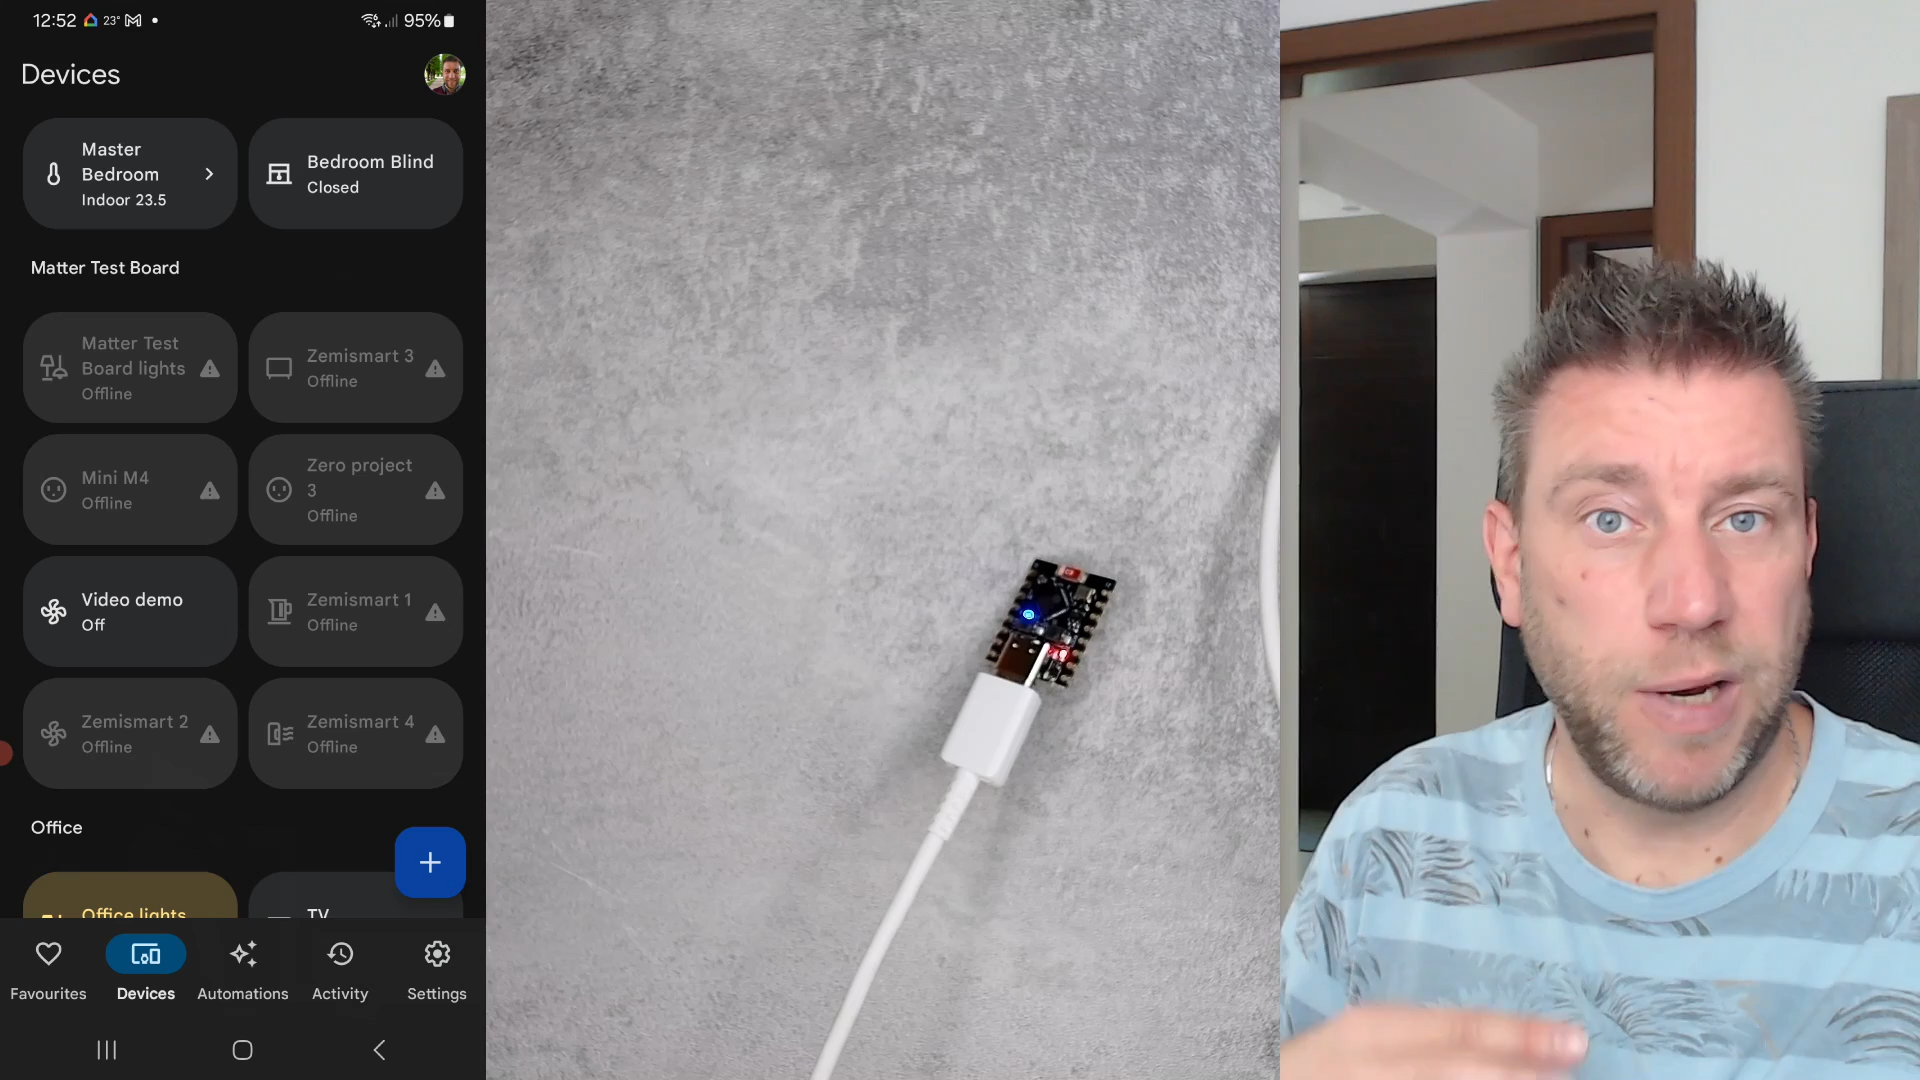 12:52 23° 95%
Devices
Master
Bedroom
Indoor 23.5
Bedroom Blind
Closed
Matter Test Board
Matter Test
Board lights
Offline
Zemismart 3
Offline
Mini M4
Offline
Zero project
3
Offline
Video demo
Off
Zemismart 1
Offline
Zemismart 2
Offline
Zemismart 4
Offline
Office
Office lights
TV
Favourites
Devices
Automations
Activity
Settings